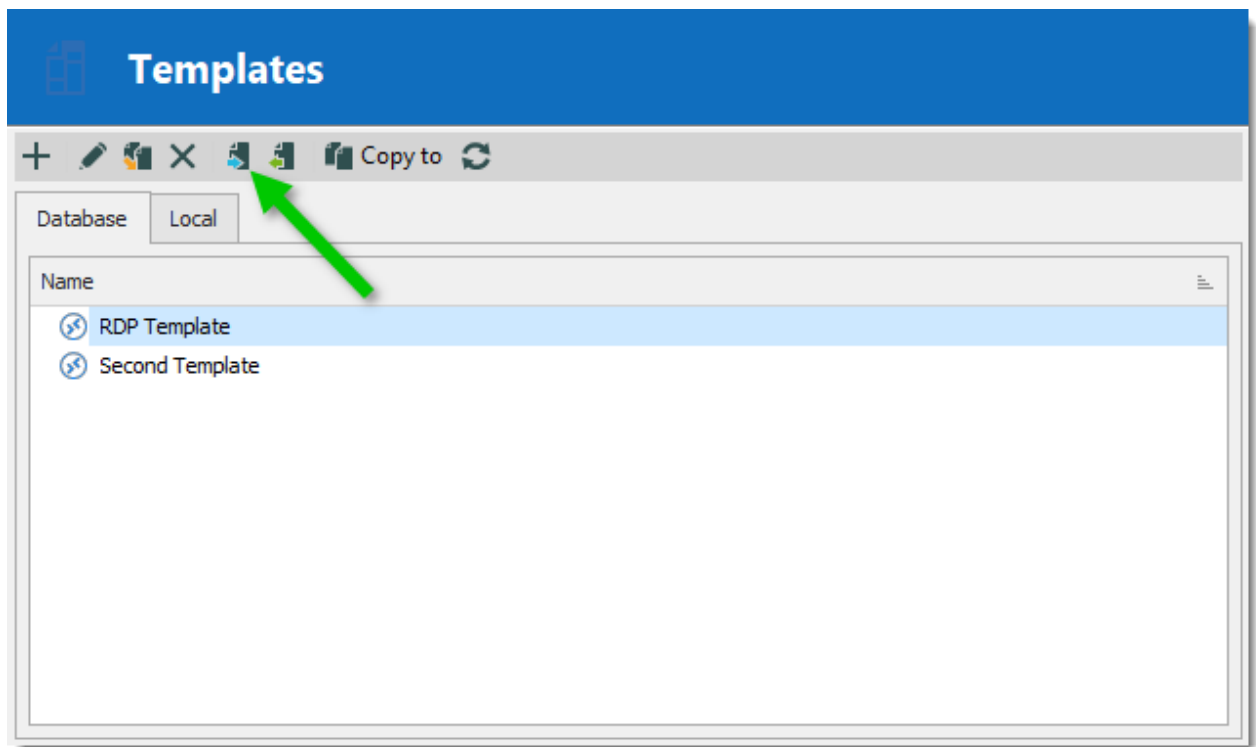 Templates
Copy to
Database Local
Name
RDP Template
Second Template